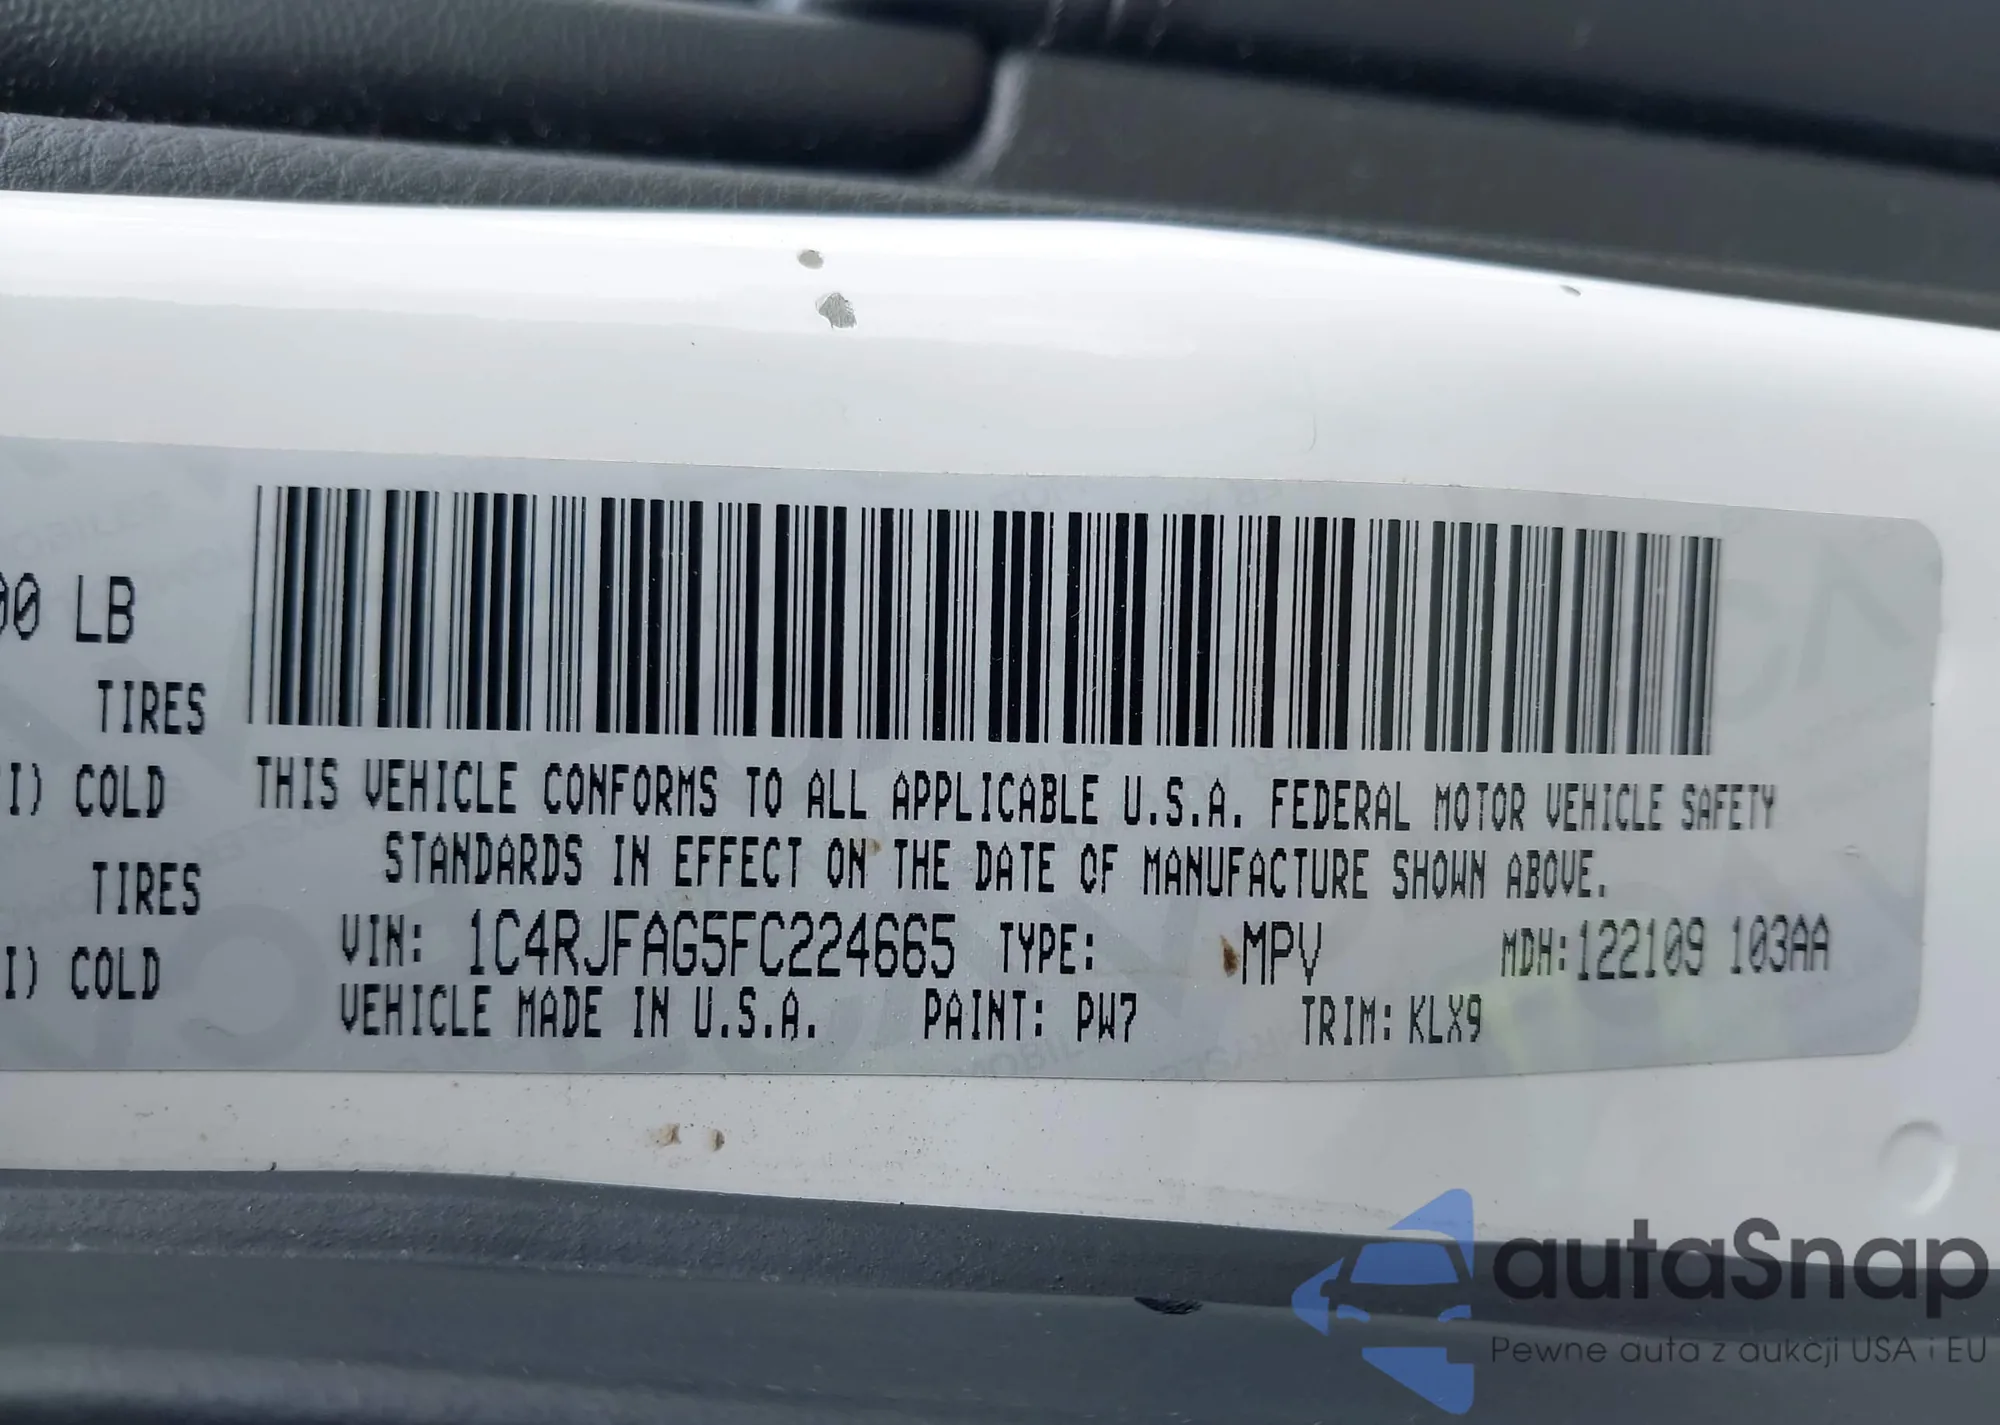 00 LB
TIRES
I) COLD
TIRES
I) COLD
THIS VEHICLE CONFORMS TO ALL APPLICABLE U.S.A. FEDERAL MOTOR VEHICLE SAFETY
STANDARDS IN EFFECT ON THE DATE OF MANUFACTURE SHOWN ABOVE.
VIN: 1C4RJFAG5FC224665 TYPE: MPV MDH:122109 103AA
VEHICLE MADE IN U.S.A. PAINT: PW7 TRIM: KLX9
autaSnap
Pewne auta z aukcji USA i EU